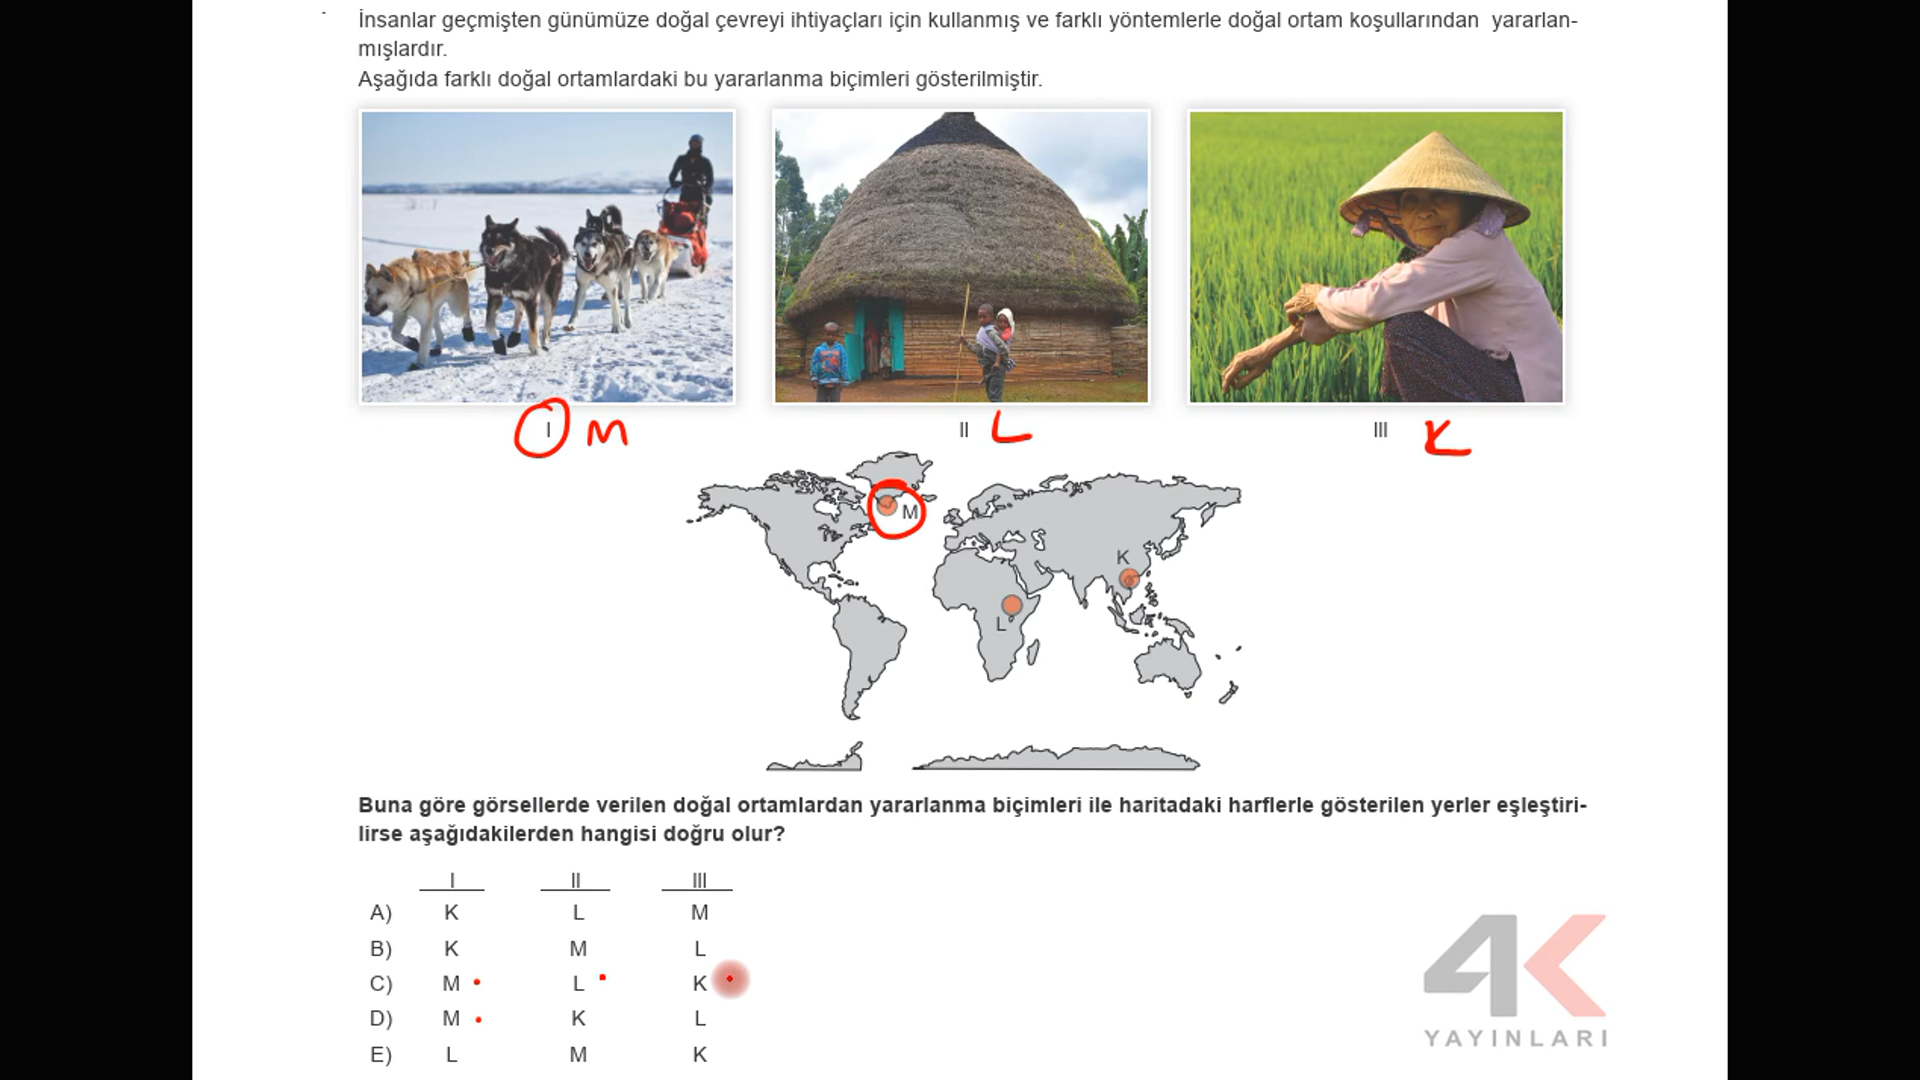 İnsanlar geçmişten günümüze doğal çevreyi ihtiyaçları için kullanmış ve farklı yöntemlerle doğal ortam koşullarından yararlan-
mışlardır.
Aşağıda farklı doğal ortamlardaki bu yararlanma biçimleri gösterilmiştir.
I M II L III K
M
K
L
Buna göre görsellerde verilen doğal ortamlardan yararlanma biçimleri ile haritadaki harflerle gösterilen yerler eşleştiri-
lirse aşağıdakilerden hangisi doğru olur?
I II III
A) K L M
B) K M L
C) M L K
D) M K L
E) L M K
4K
YAYINLARI